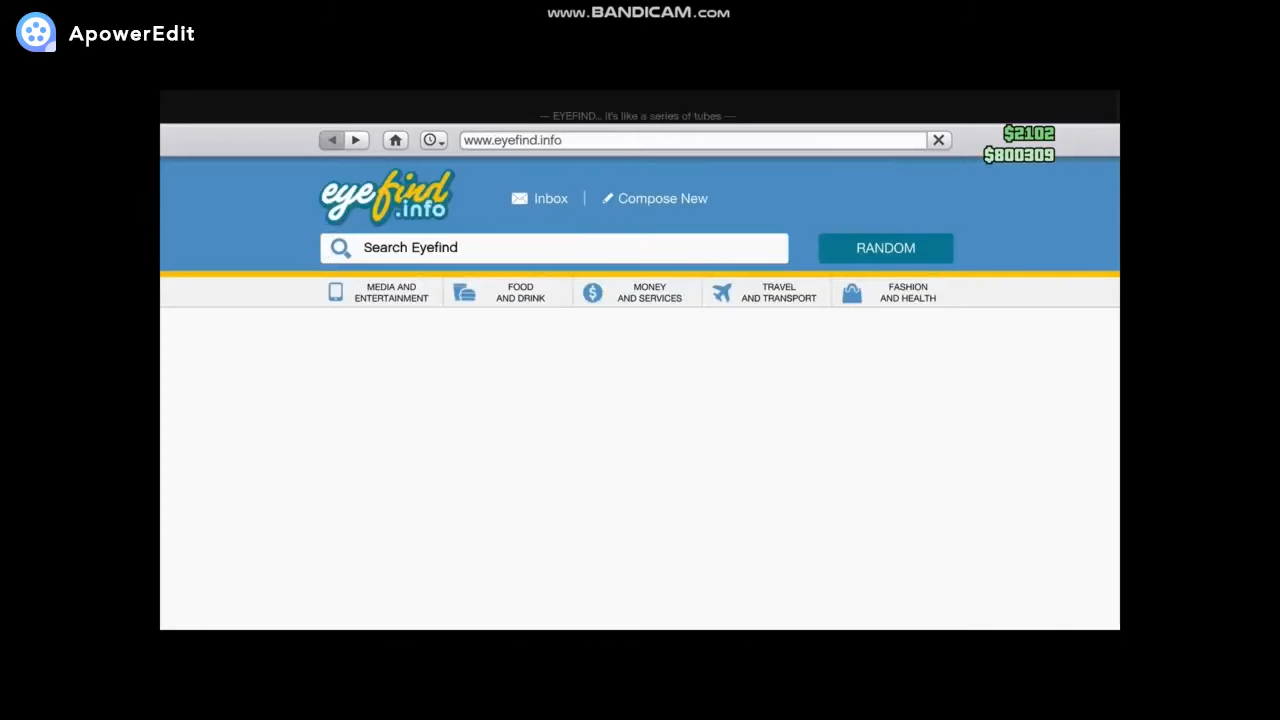 www.BANDICAM.com
ApowerEdit
— EYEFIND... it's like a series of tubes —
www.eyefind.info
$2102
$800309
eyefind
.info
Inbox | Compose New
Search Eyefind
RANDOM
MEDIA AND
ENTERTAINMENT
FOOD
AND DRINK
MONEY
AND SERVICES
TRAVEL
AND TRANSPORT
FASHION
AND HEALTH